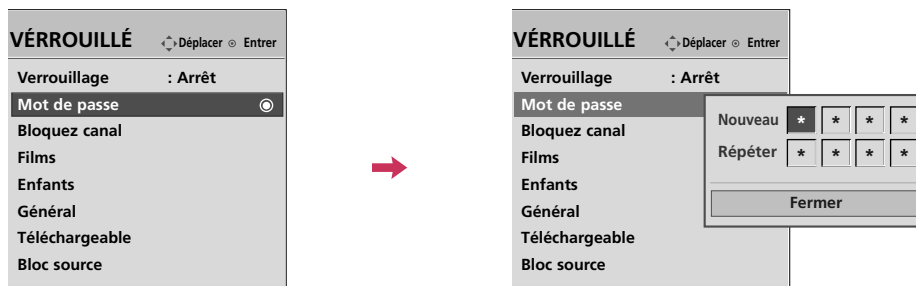 VÉRROUILLÉ Déplacer Entrer
Verrouillage : Arrêt
Mot de passe
Bloquez canal
Films
Enfants
Général
Téléchargeable
Bloc source
VÉRROUILLÉ Déplacer Entrer
Verrouillage : Arrêt
Mot de passe
Bloquez canal
Films
Enfants
Général
Téléchargeable
Bloc source
Nouveau * * * *
Répéter * * * *
Fermer